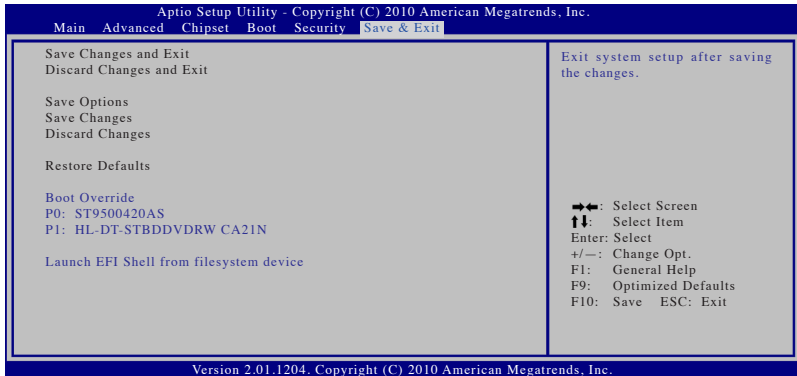 Aptio Setup Utility - Copyright (C) 2010 American Megatrends, Inc.
Main Advanced Chipset Boot Security Save & Exit
Save Changes and Exit
Discard Changes and Exit
Save Options
Save Changes
Discard Changes
Restore Defaults
Boot Override
P0: ST9500420AS
P1: HL-DT-STBDDVDRW CA21N
Launch EFI Shell from filesystem device
Exit system setup after saving
the changes.
➡⬅: Select Screen
⬆⬇: Select Item
Enter: Select
+/—: Change Opt.
F1: General Help
F9: Optimized Defaults
F10: Save ESC: Exit
Version 2.01.1204. Copyright (C) 2010 American Megatrends, Inc.